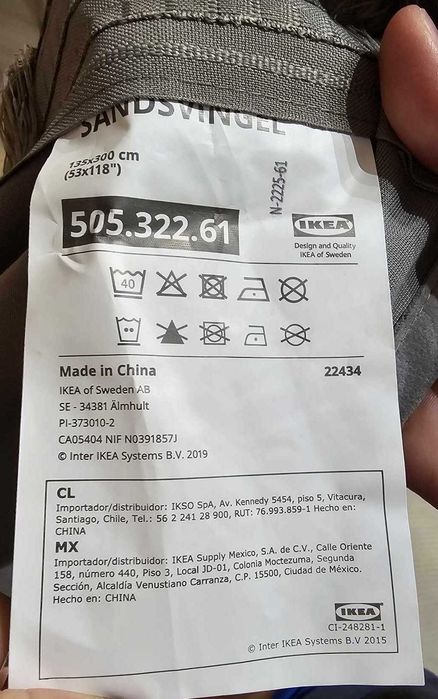 SANDSVINGEL
135x300 cm
(53x118")
N-2225-61
505.322.61
IKEA
Design and Quality
IKEA of Sweden
40
Made in China 22434
IKEA of Sweden AB
SE - 34381 Älmhult
PI-373010-2
CA05404 NIF N0391857J
© Inter IKEA Systems B.V. 2019
CL
Importador/distribuidor: IKSO SpA, Av. Kennedy 5454, piso 5, Vitacura,
Santiago, Chile, Tel.: 56 2 241 28 900, RUT: 76.993.859-1 Hecho en:
CHINA
MX
Importador/distribuidor: IKEA Supply Mexico, S.A. de C.V., Calle Oriente
158, número 440, Piso 3, Local JD-01, Colonia Moctezuma, Segunda
Sección, Alcaldía Venustiano Carranza, C.P. 15500, Ciudad de México.
Hecho en: CHINA
IKEA
CI-248281-1
© Inter IKEA Systems B.V 2015